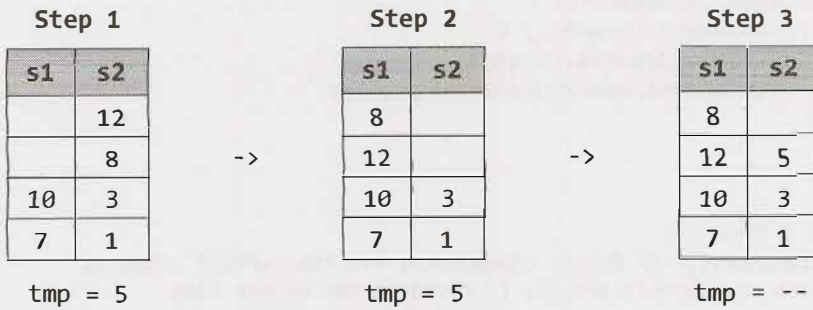 Step 1 Step 2 Step 3
s1 s2 s1 s2 s1 s2
12 8 8
8 -> 12 -> 12 5
10 3 10 3 10 3
7 1 7 1 7 1
tmp = 5 tmp = 5 tmp = --